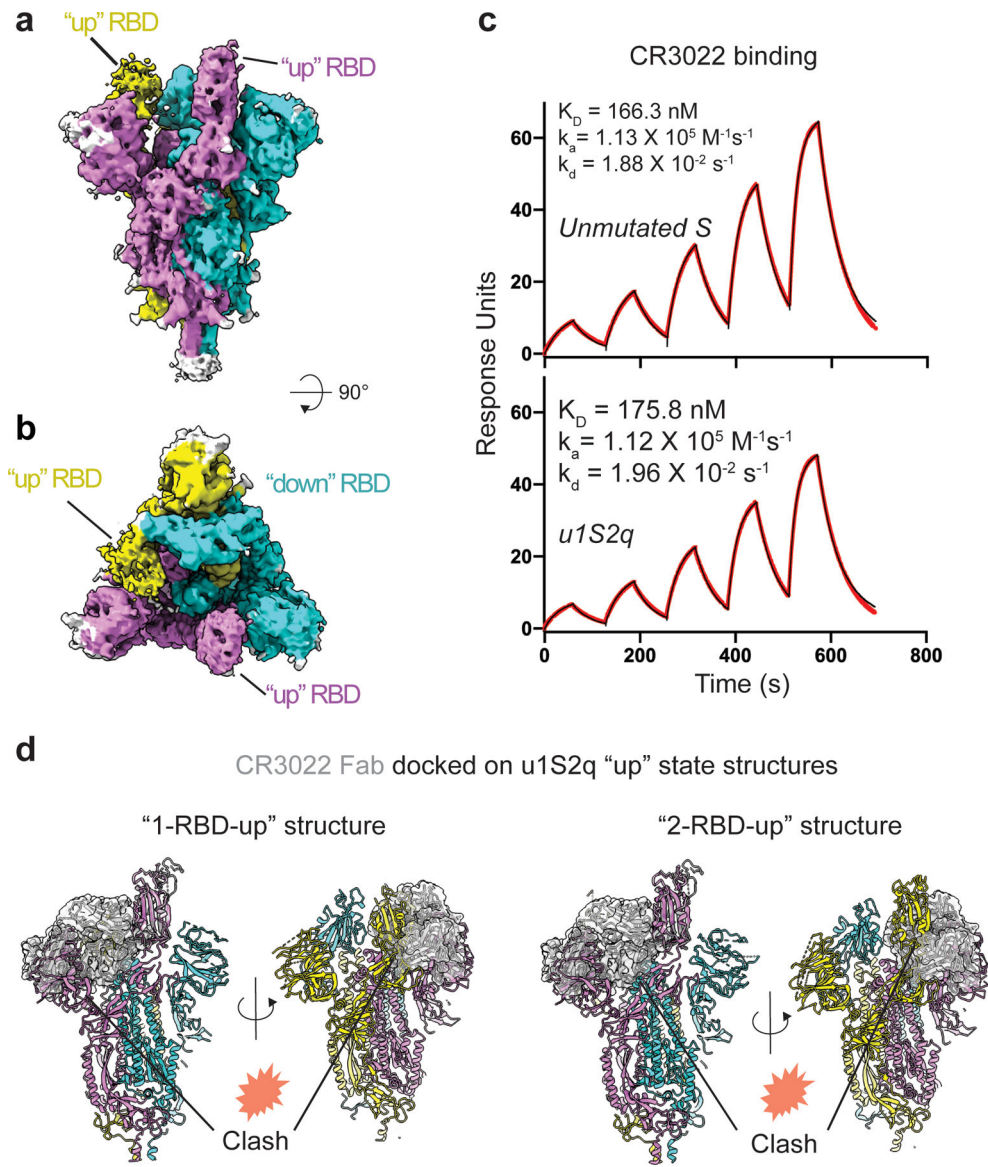 a
"up" RBD
"up" RBD
90°
b
"up" RBD
"down" RBD
"up" RBD
c
CR3022 binding
K_D = 166.3 nM
k_a = 1.13 X 10⁵ M⁻¹s⁻¹
k_d = 1.88 X 10⁻² s⁻¹
Unmutated S
60
40
20
0
Response Units
K_D = 175.8 nM
k_a = 1.12 X 10⁵ M⁻¹s⁻¹
k_d = 1.96 X 10⁻² s⁻¹
u1S2q
60
40
20
0
0 200 400 600 800
Time (s)
d
CR3022 Fab docked on u1S2q "up" state structures
"1-RBD-up" structure
"2-RBD-up" structure
Clash
Clash